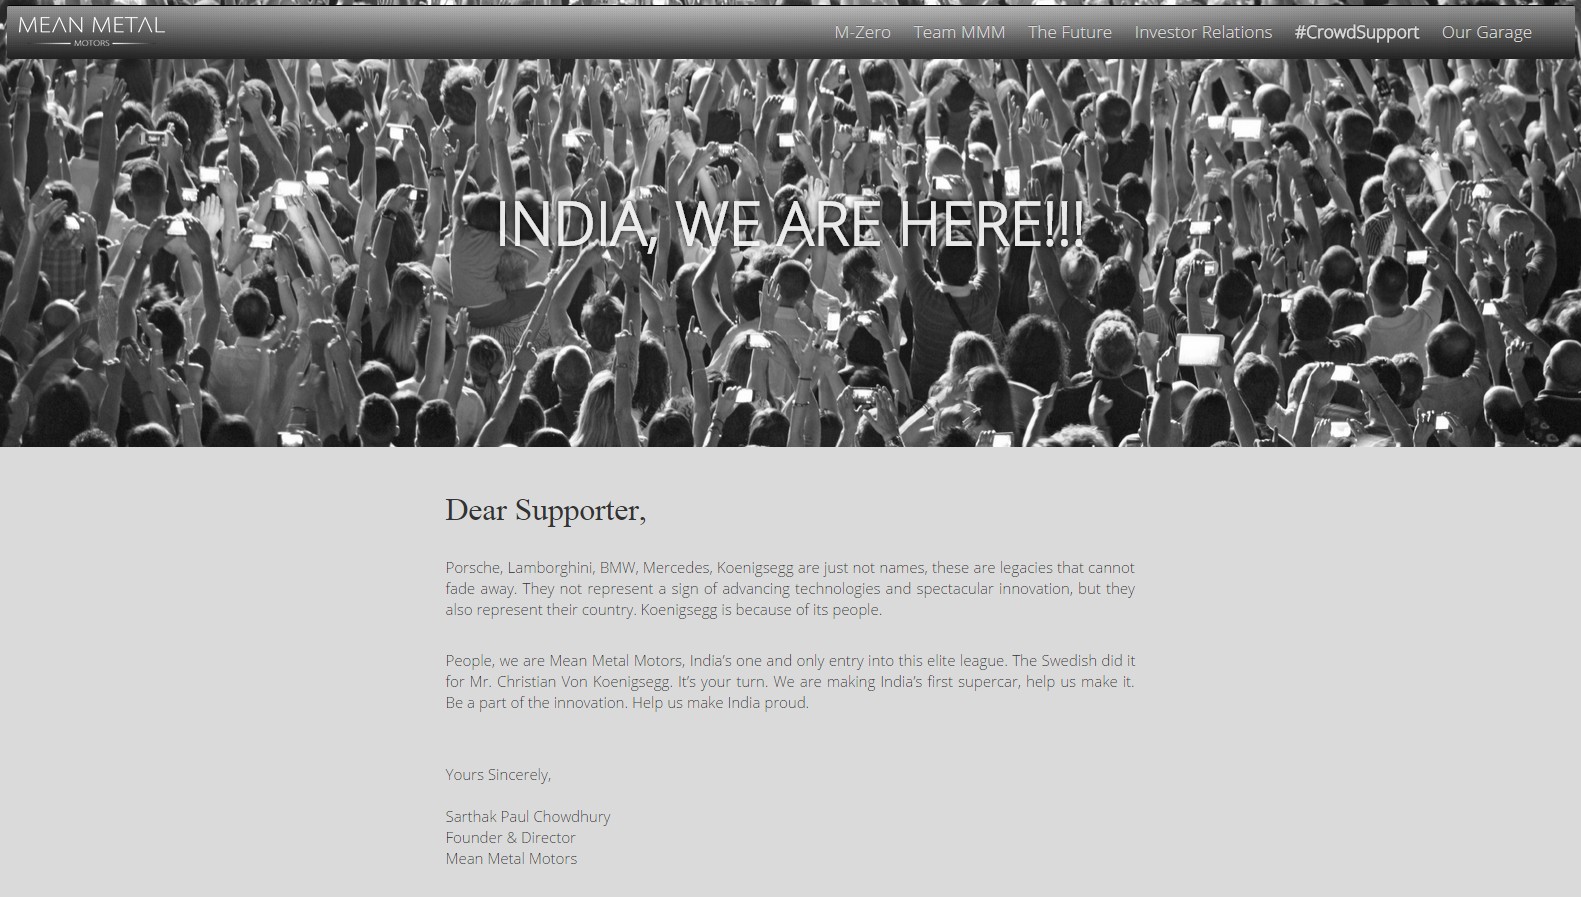 MEAN METAL
MOTORS
M-Zero Team MMM The Future Investor Relations #CrowdSupport Our Garage
INDIA, WE ARE HERE!!!
Dear Supporter,
Porsche, Lamborghini, BMW, Mercedes, Koenigsegg are just not names, these are legacies that cannot
fade away. They not represent a sign of advancing technologies and spectacular innovation, but they
also represent their country. Koenigsegg is because of its people.
People, we are Mean Metal Motors, India’s one and only entry into this elite league. The Swedish did it
for Mr. Christian Von Koenigsegg. It’s your turn. We are making India’s first supercar, help us make it.
Be a part of the innovation. Help us make India proud.
Yours Sincerely,
Sarthak Paul Chowdhury
Founder & Director
Mean Metal Motors